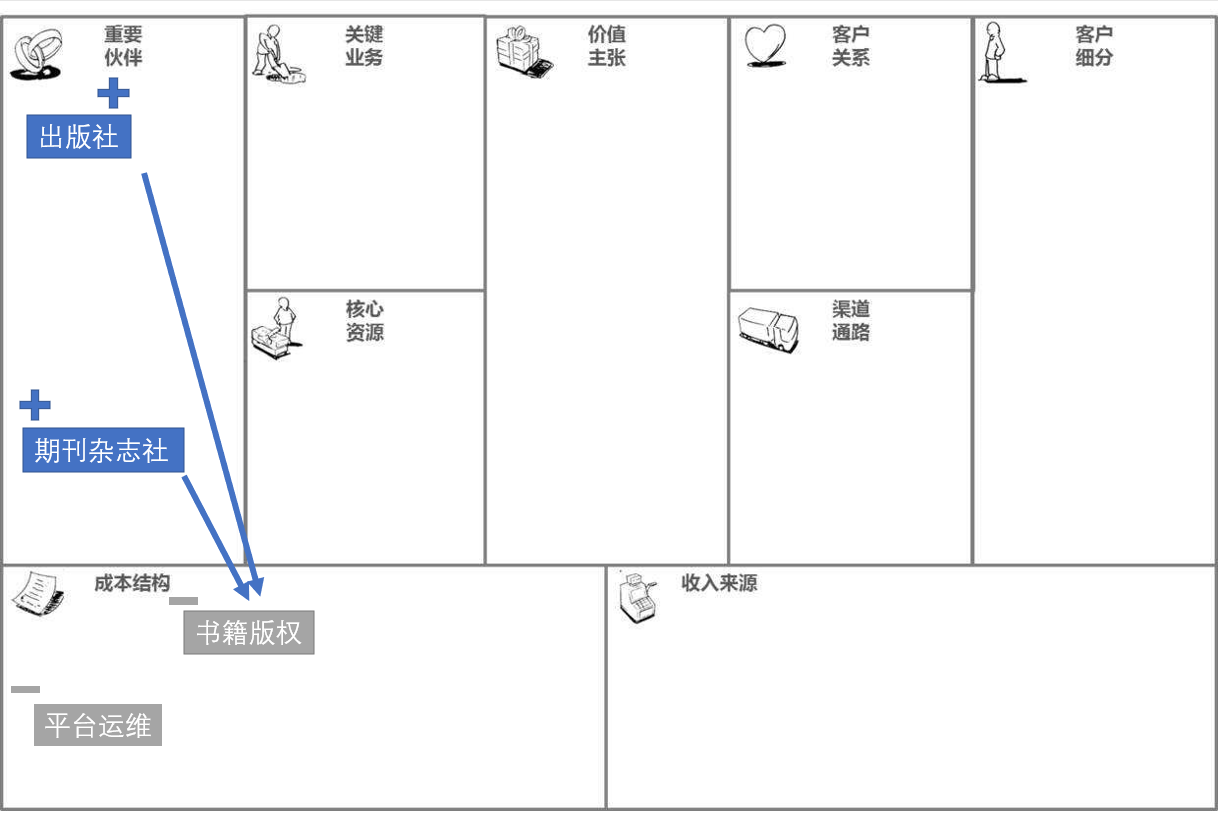 重要
伙伴
关键
业务
价值
主张
客户
关系
客户
细分
出版社
核心
资源
渠道
通路
期刊杂志社
成本结构
收入来源
书籍版权
平台运维